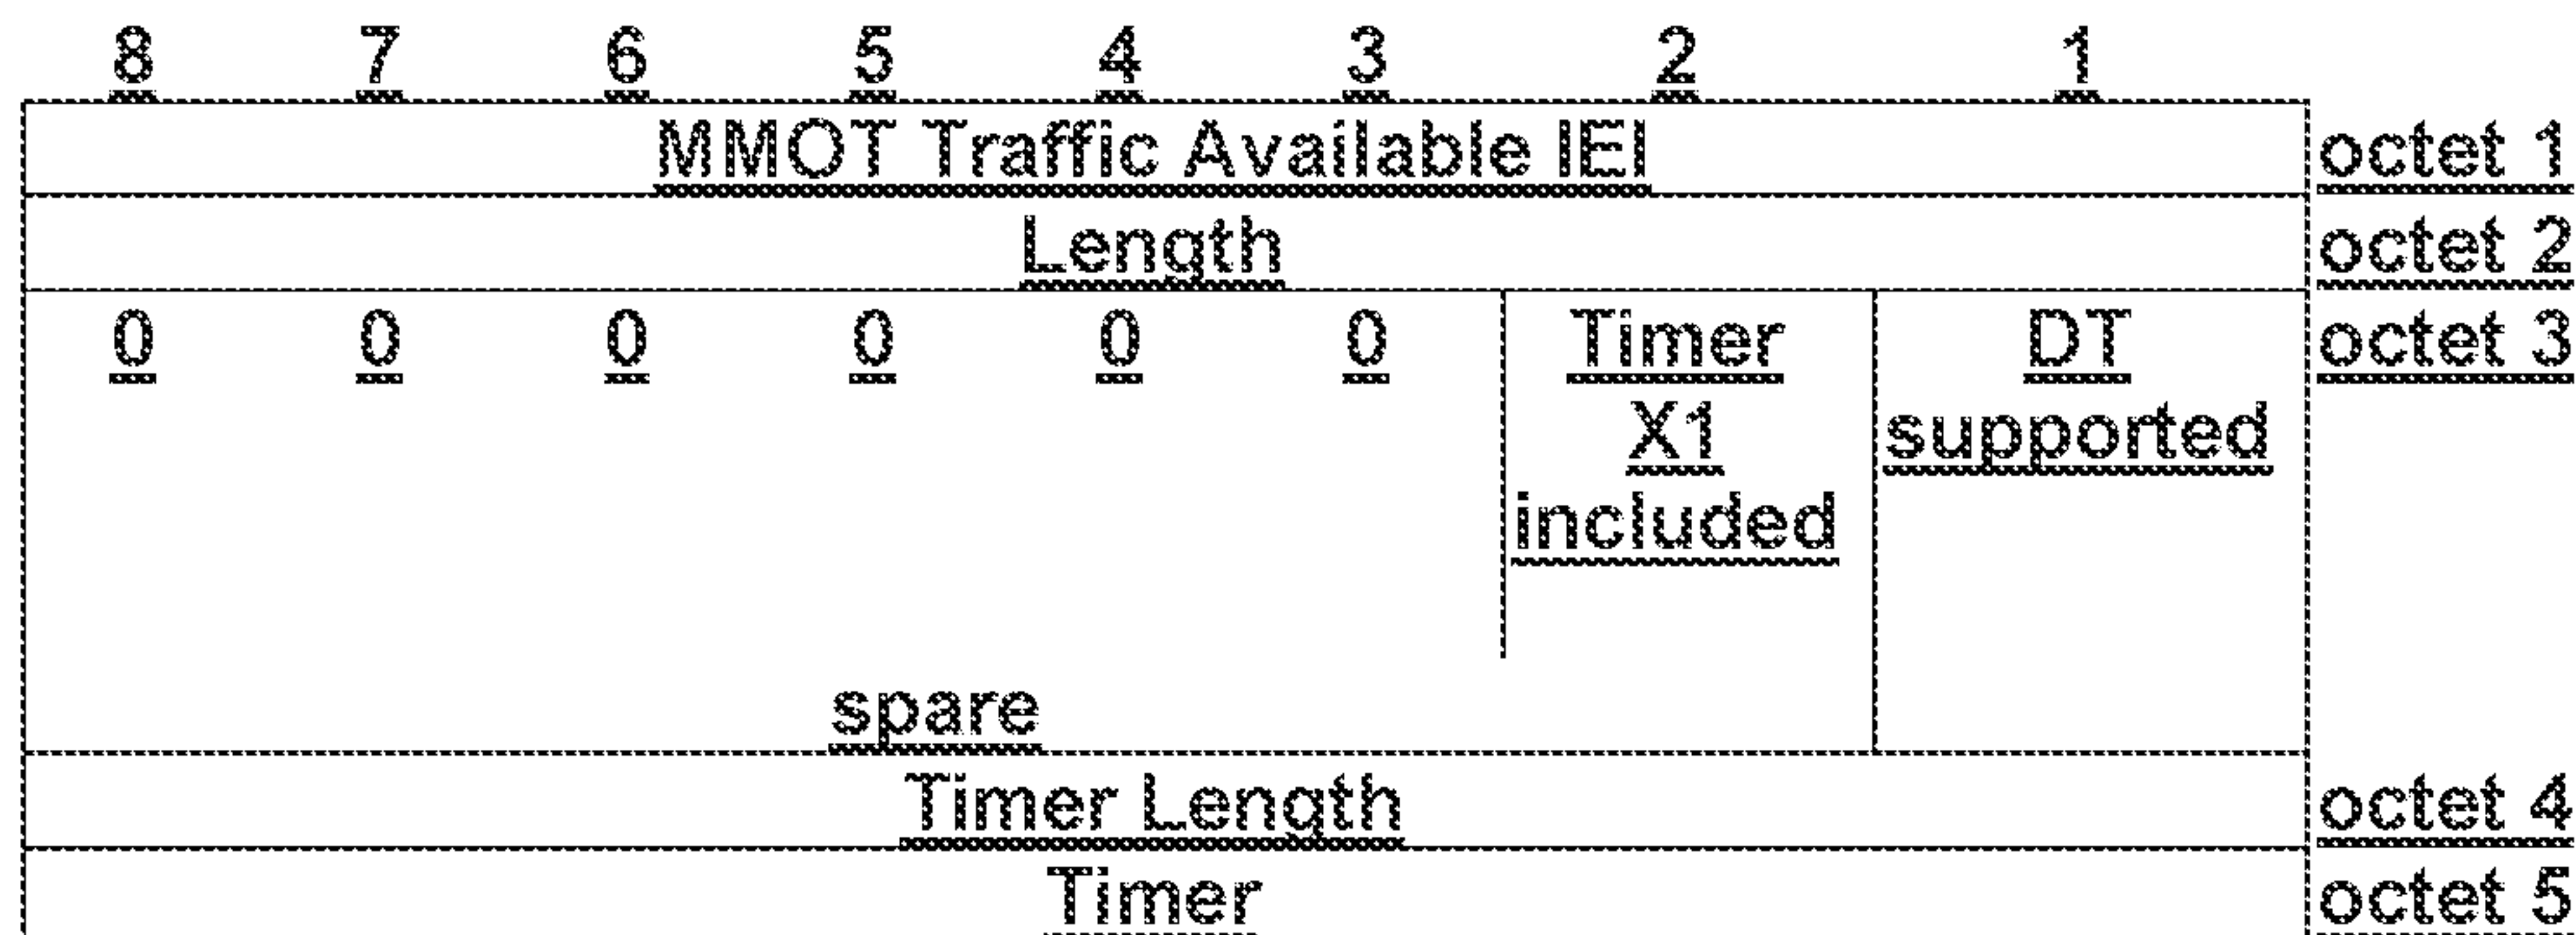 8 7 6 5 4 3 2 1
MMOT Traffic Available IEI octet 1
Length octet 2
0 0 0 0 0 0 Timer DT octet 3
X1 supported
included
spare
Timer Length octet 4
Timer octet 5